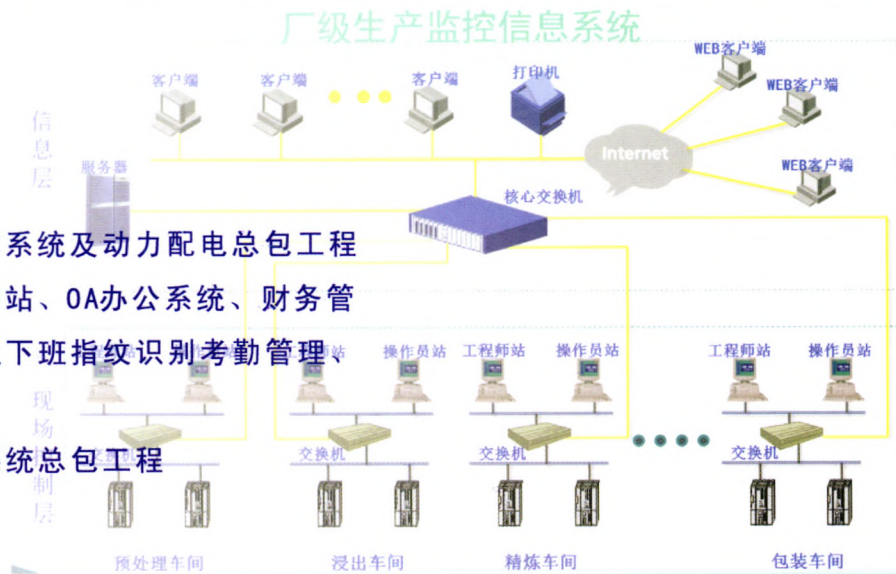 厂级生产监控信息系统
WEB客户端
客户端 客户端 客户端 打印机
WEB客户端
信息层
Internet
服务器
WEB客户端
核心交换机
系统及动力配电总包工程
站、OA办公系统、财务管
下班指纹识别考勤管理、
操作员站 工程师站 操作员站 工程师站 操作员站
现场控制层
统总包工程
交换机 交换机 交换机
预处理车间 浸出车间 精炼车间 包装车间